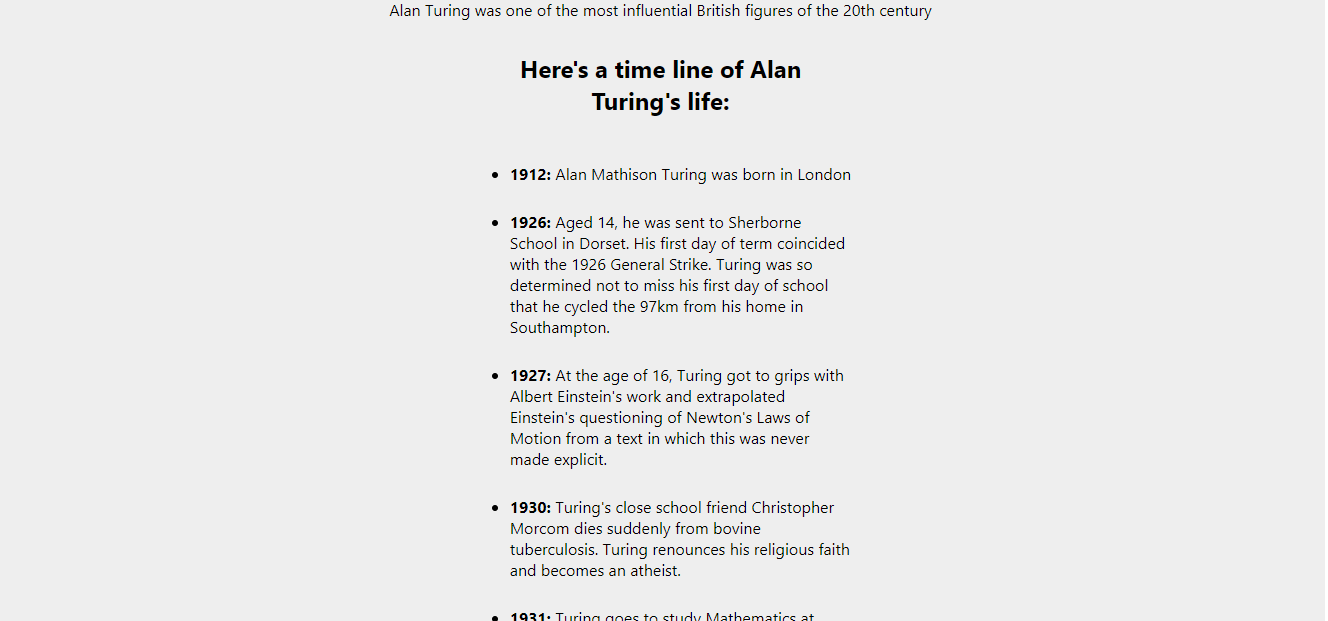 Alan Turing was one of the most influential British figures of the 20th century
Here's a time line of Alan
Turing's life:
• 1912: Alan Mathison Turing was born in London
• 1926: Aged 14, he was sent to Sherborne
School in Dorset. His first day of term coincided
with the 1926 General Strike. Turing was so
determined not to miss his first day of school
that he cycled the 97km from his home in
Southampton.
• 1927: At the age of 16, Turing got to grips with
Albert Einstein's work and extrapolated
Einstein's questioning of Newton's Laws of
Motion from a text in which this was never
made explicit.
• 1930: Turing's close school friend Christopher
Morcom dies suddenly from bovine
tuberculosis. Turing renounces his religious faith
and becomes an atheist.
• 1931: Turing goes to study Mathematics at